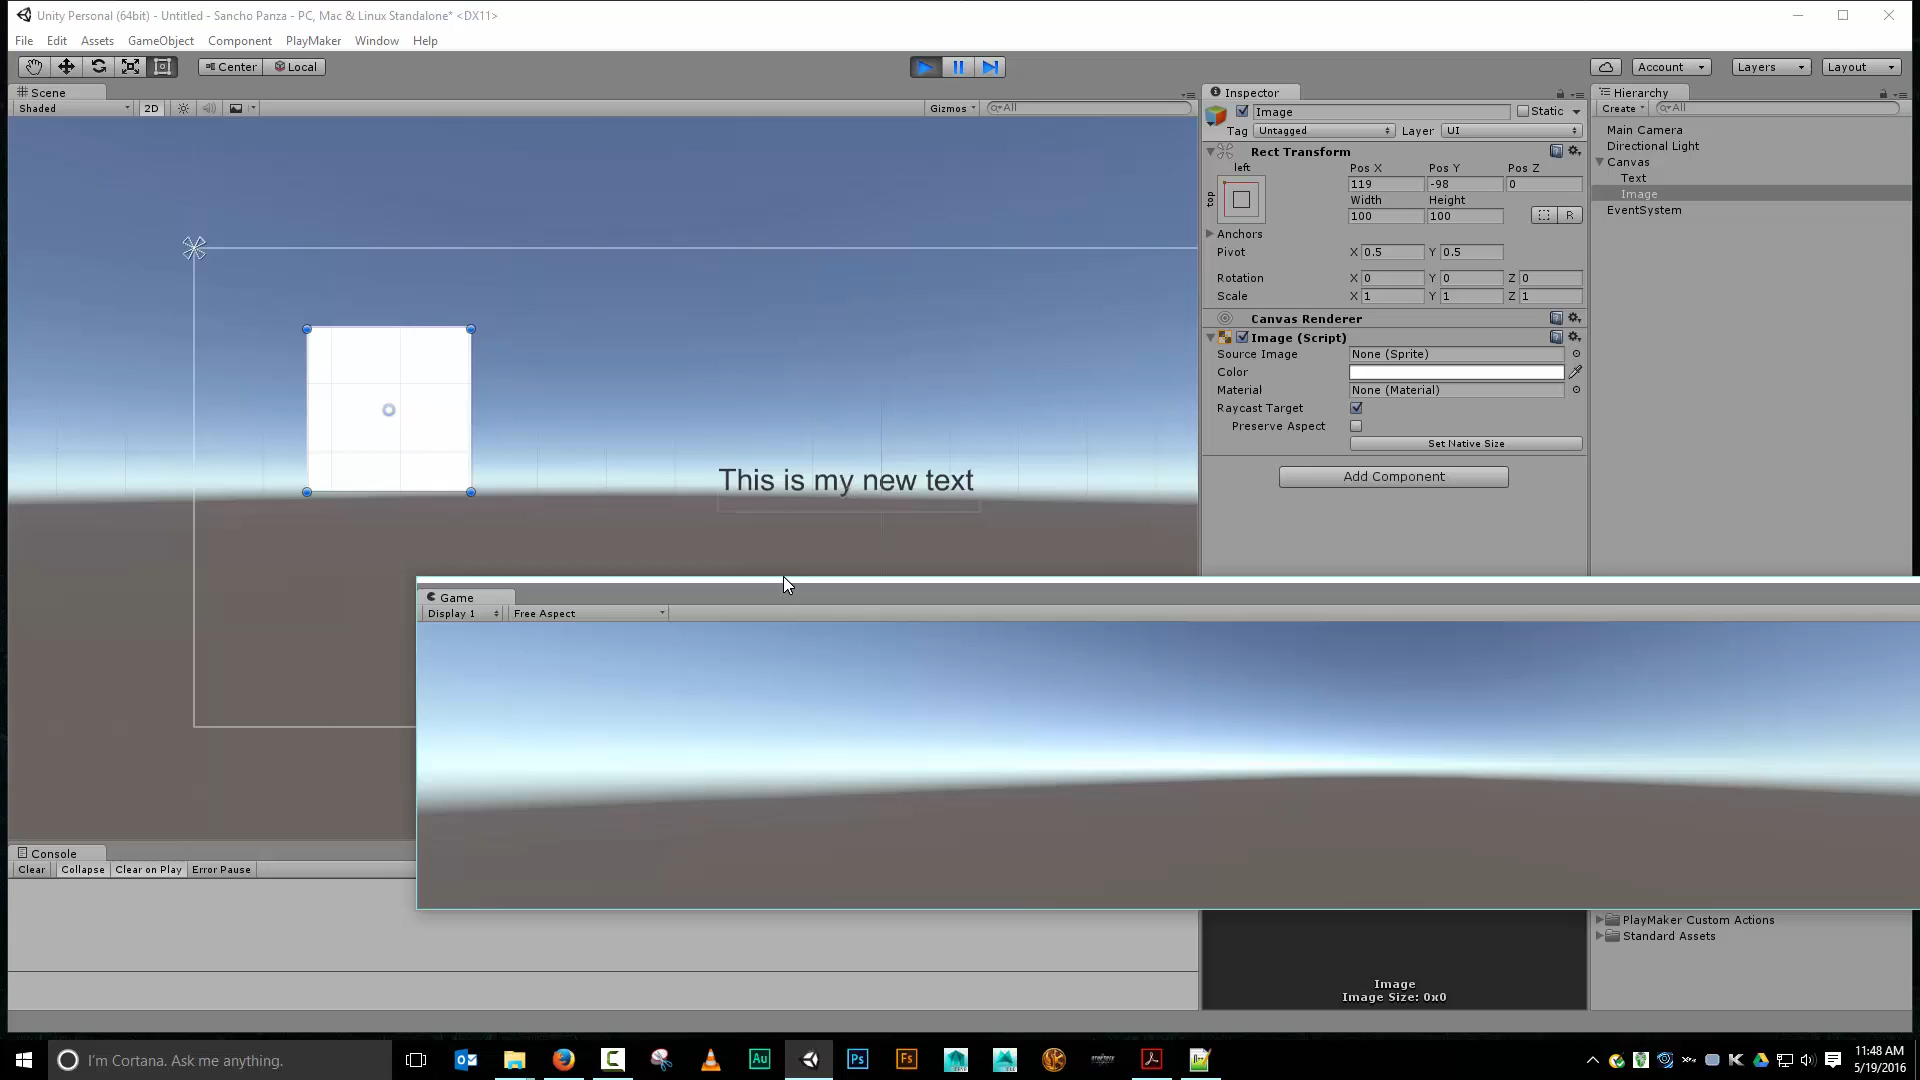 Unity Personal (64bit) - Untitled - Sancho Panza - PC, Mac & Linux Standalone* <DX11>
File Edit Assets GameObject Component PlayMaker Window Help
Center Local
Account Layers Layout
Scene
Shaded 2D Gizmos All
Inspector
Image Static
Tag Untagged Layer UI
Rect Transform
left
top
Pos X Pos Y Pos Z
119 -98 0
Width Height
100 100 R
Anchors
Pivot X 0.5 Y 0.5
Rotation X 0 Y 0 Z 0
Scale X 1 Y 1 Z 1
Canvas Renderer
Image (Script)
Source Image None (Sprite)
Color
Material None (Material)
Raycast Target
Preserve Aspect
Set Native Size
Add Component
Hierarchy
Create All
Main Camera
Directional Light
Canvas
Text
Image
EventSystem
This is my new text
Game
Display 1 Free Aspect
Console
Clear Collapse Clear on Play Error Pause
Image
Image Size: 0x0
PlayMaker Custom Actions
Standard Assets
I'm Cortana. Ask me anything.
Au Ps Fs
11:48 AM
5/19/2016